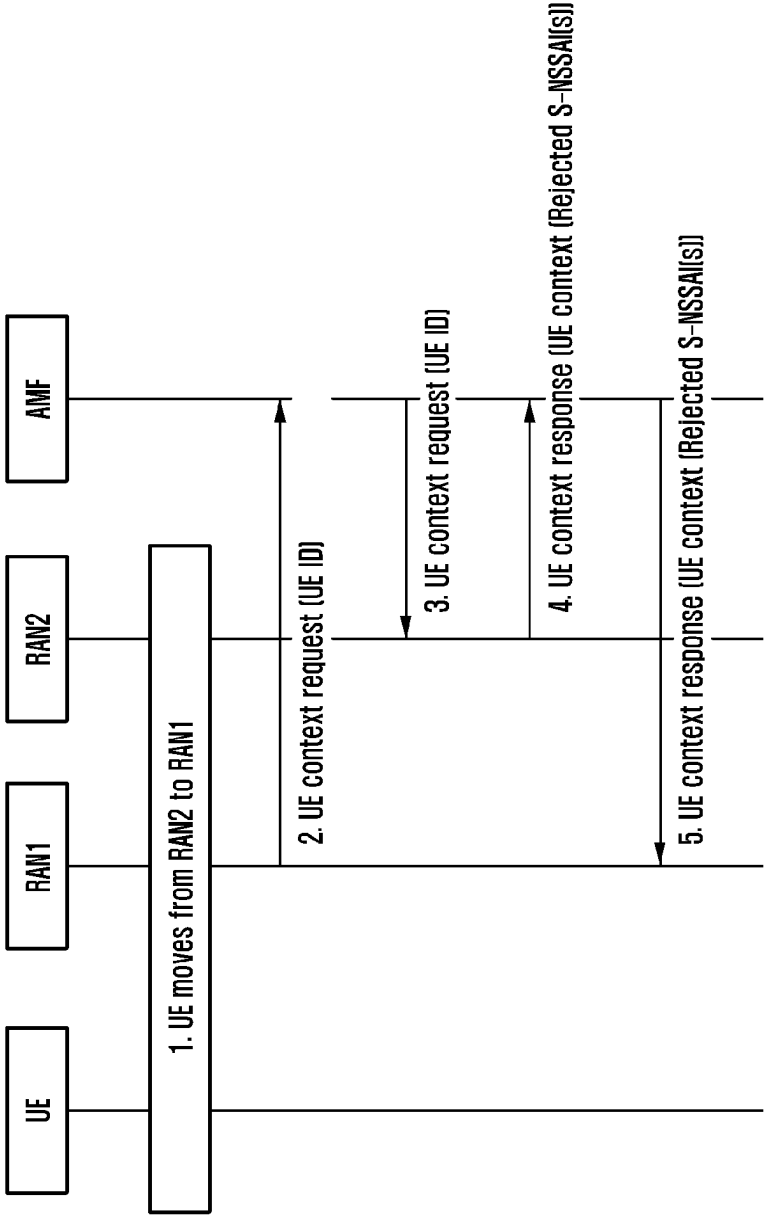 UE
RAN1
RAN2
AMF
1. UE moves from RAN2 to RAN1
2. UE context request (UE ID)
3. UE context request (UE ID)
4. UE context response (UE context (Rejected S-NSSAI(s))
5. UE context response (UE context (Rejected S-NSSAI(s))